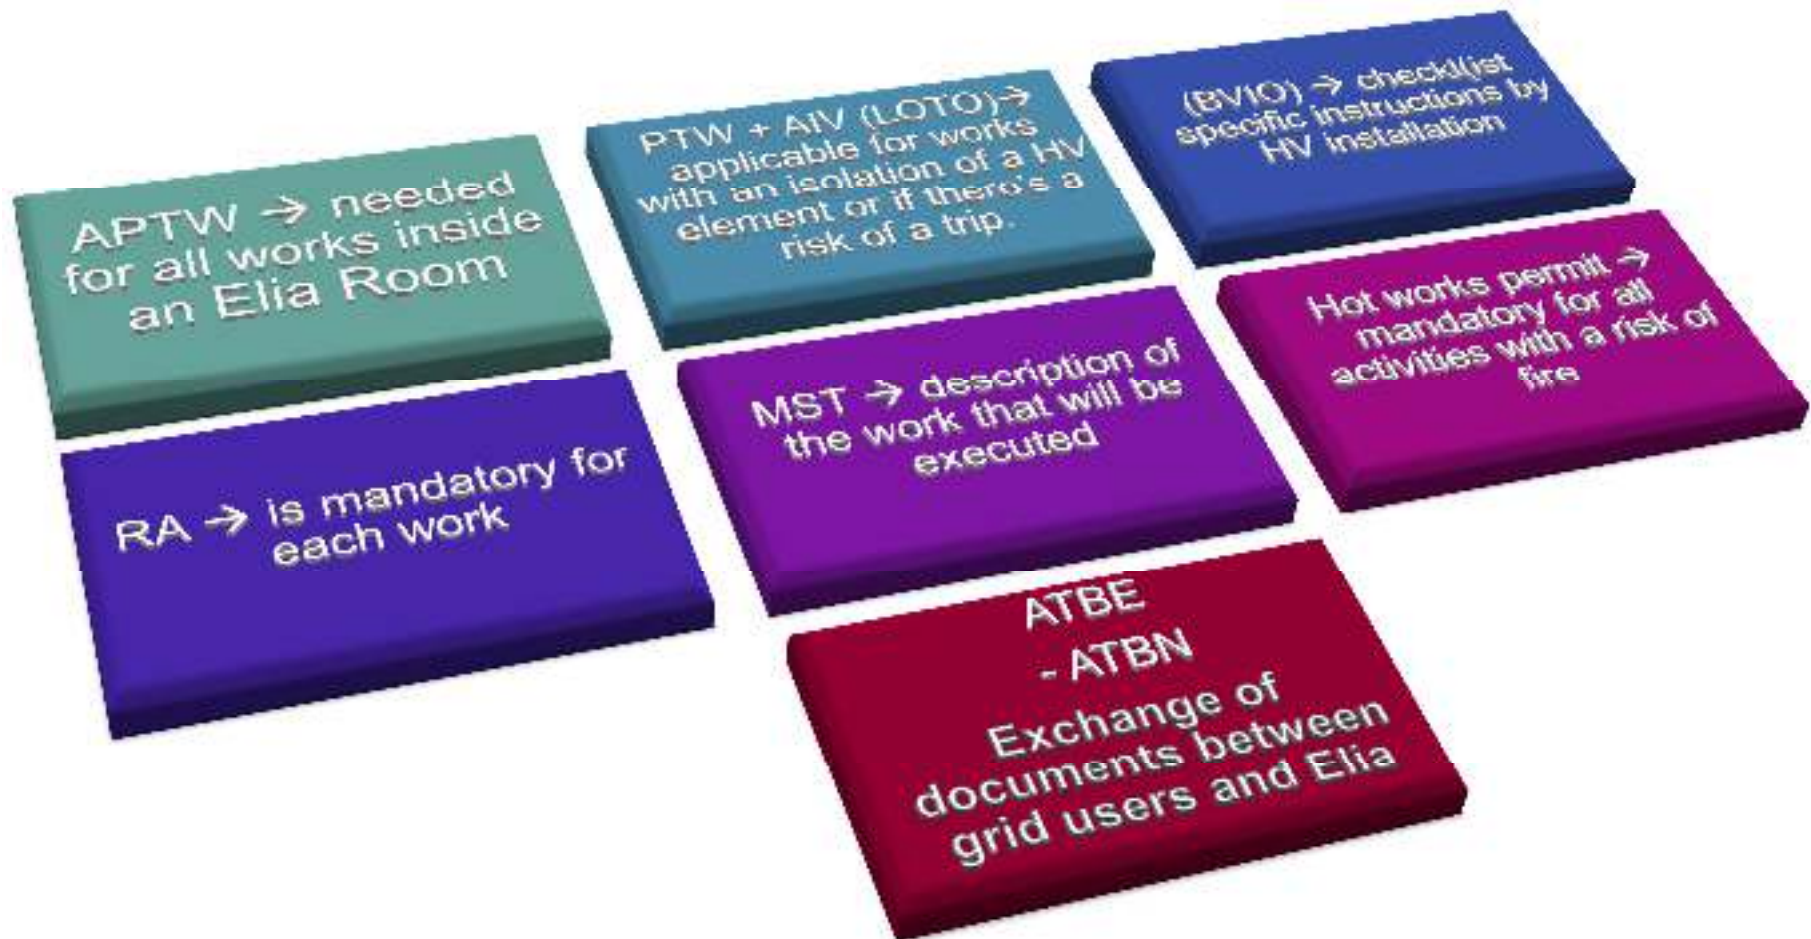 APTW → needed
for all works inside
an Elia Room
PTW + AIV (LOTO)→
applicable for works
with an isolation of a HV
element or if there's a
risk of a trip.
(BVIO) → checkl(ist
specific instructions by
HV installation
RA → is mandatory for
each work
MST → description of
the work that will be
executed
Hot works permit →
mandatory for all
activities with a risk of
fire
ATBE
- ATBN
Exchange of
documents between
grid users and Elia